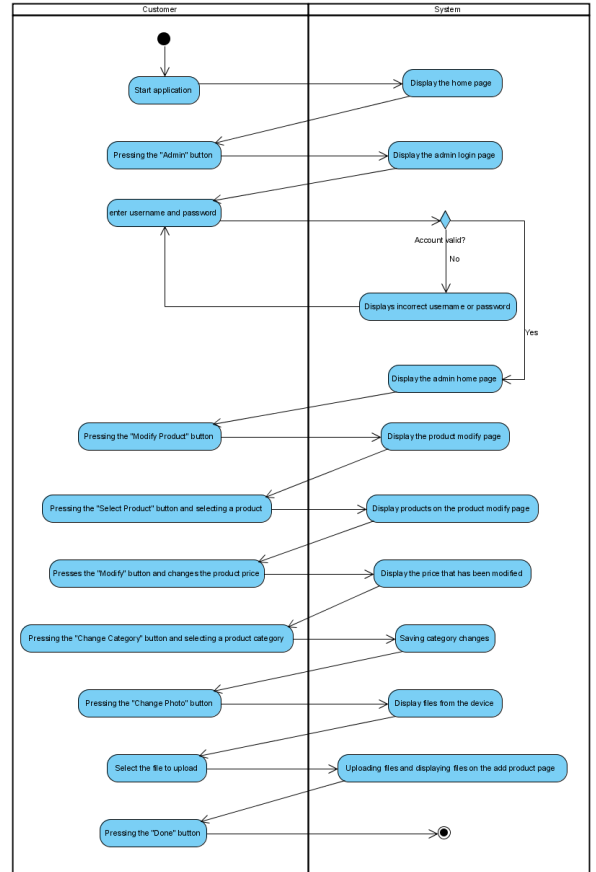 Customer
System
Start application
Display the home page
Pressing the "Admin" button
Display the admin login page
enter username and password
Account valid?
No
Displays incorrect username or password
Yes
Display the admin home page
Pressing the "Modify Product" button
Display the product modify page
Pressing the "Select Product" button and selecting a product
Display products on the product modify page
Presses the "Modify" button and changes the product price
Display the price that has been modified
Pressing the "Change Category" button and selecting a product category
Saving category changes
Pressing the "Change Photo" button
Display files from the device
Select the file to upload
Uploading files and displaying files on the add product page
Pressing the "Done" button